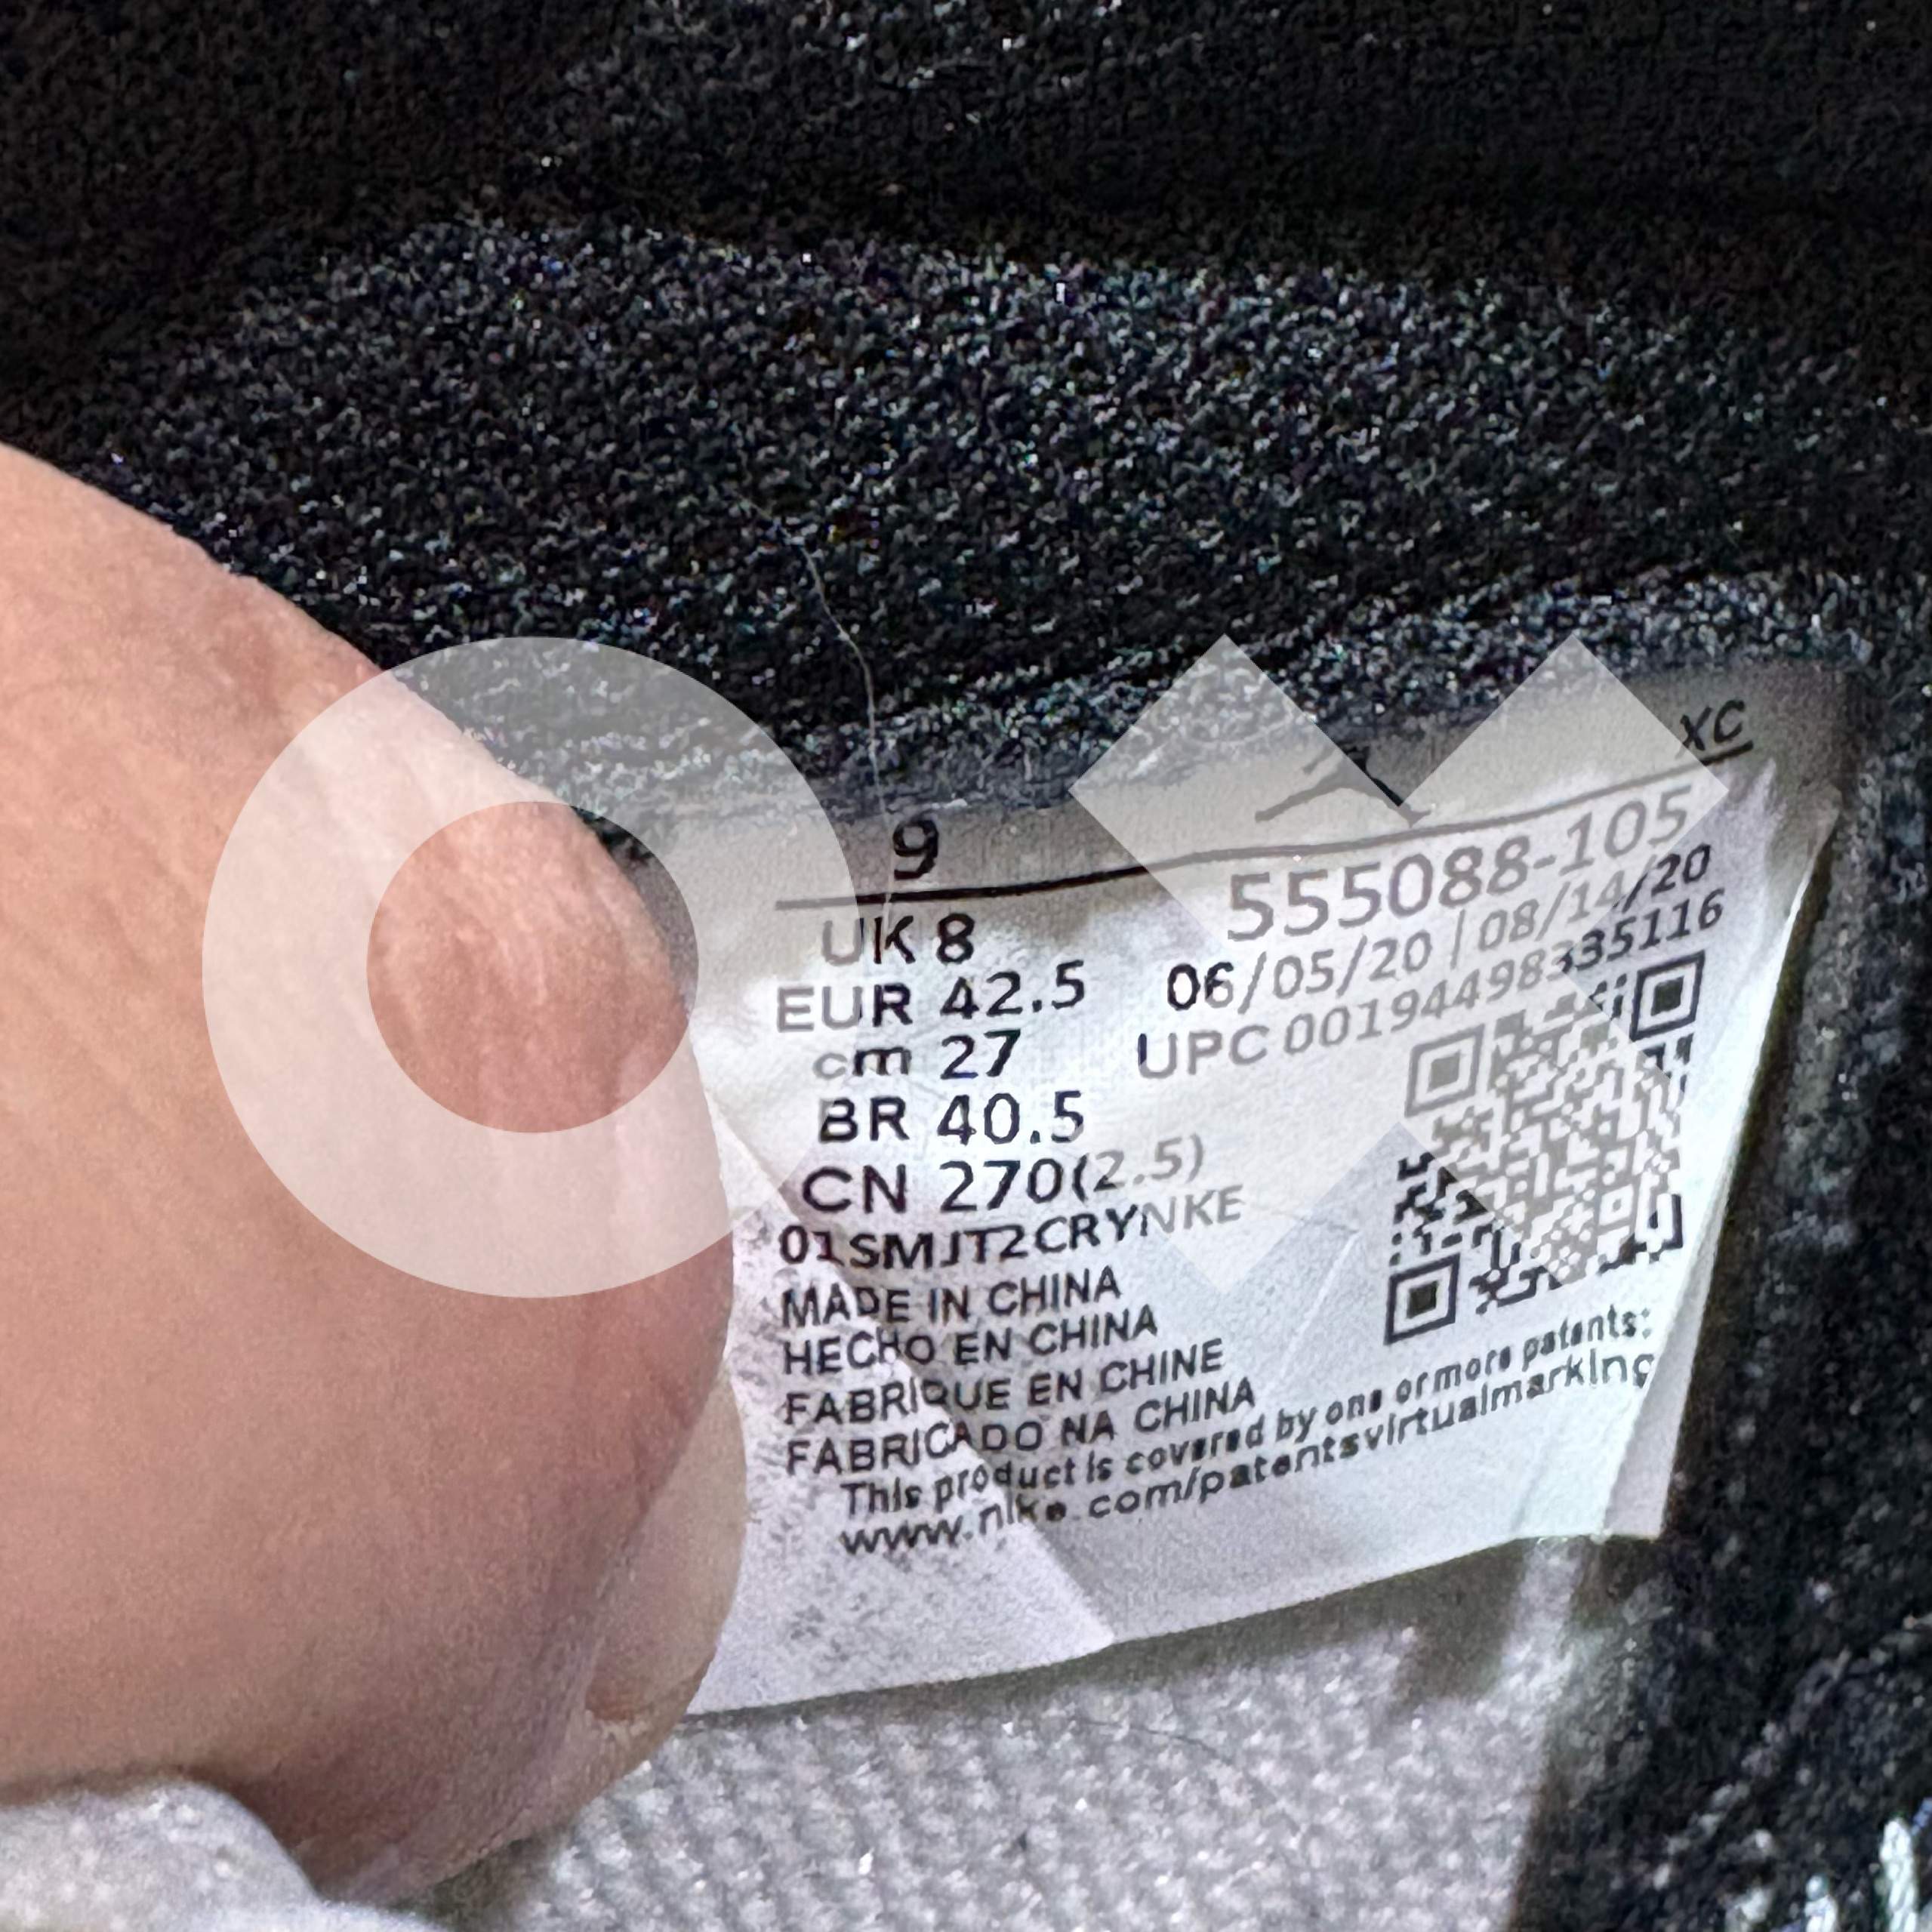 XC
9
555088-105
UK 8
06/05/20 | 08/14/20
EUR 42.5
UPC 00194498335116
cm 27
BR 40.5
CN 270(2.5)
01SMJT2CRYNKE
MADE IN CHINA
HECHO EN CHINA
FABRIQUE EN CHINE
FABRICADO NA CHINA
This product is covered by one or more patents:
www.nike.com/patentsvirtualmarking